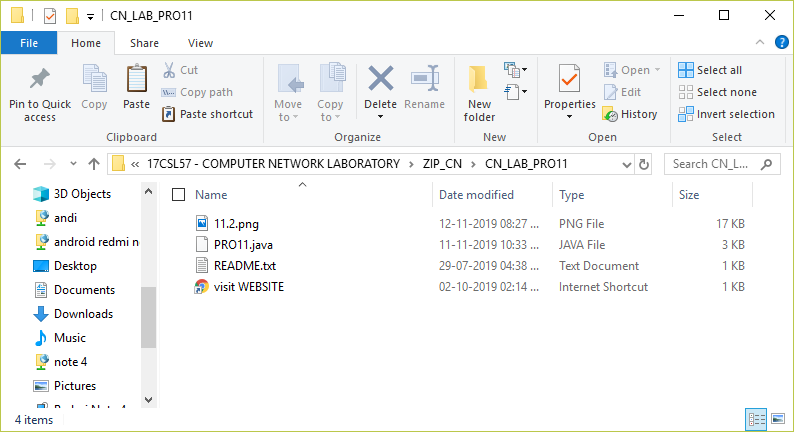 CN_LAB_PRO11
File Home Share View
Pin to Quick access
Copy
Paste
Cut
Copy path
Paste shortcut
Clipboard
Move to
Copy to
Delete
Rename
Organize
New folder
New
Properties
Open
Edit
History
Open
Select all
Select none
Invert selection
Select
« 17CSL57 - COMPUTER NETWORK LABORATORY > ZIP_CN > CN_LAB_PRO11
Search CN_L...
3D Objects
andi
android redmi n
Desktop
Documents
Downloads
Music
note 4
Pictures
Name Date modified Type Size
11.2.png 12-11-2019 08:27 ... PNG File 17 KB
PRO11.java 11-11-2019 10:33 ... JAVA File 3 KB
README.txt 29-07-2019 04:38 ... Text Document 1 KB
visit WEBSITE 02-10-2019 02:14 ... Internet Shortcut 1 KB
4 items